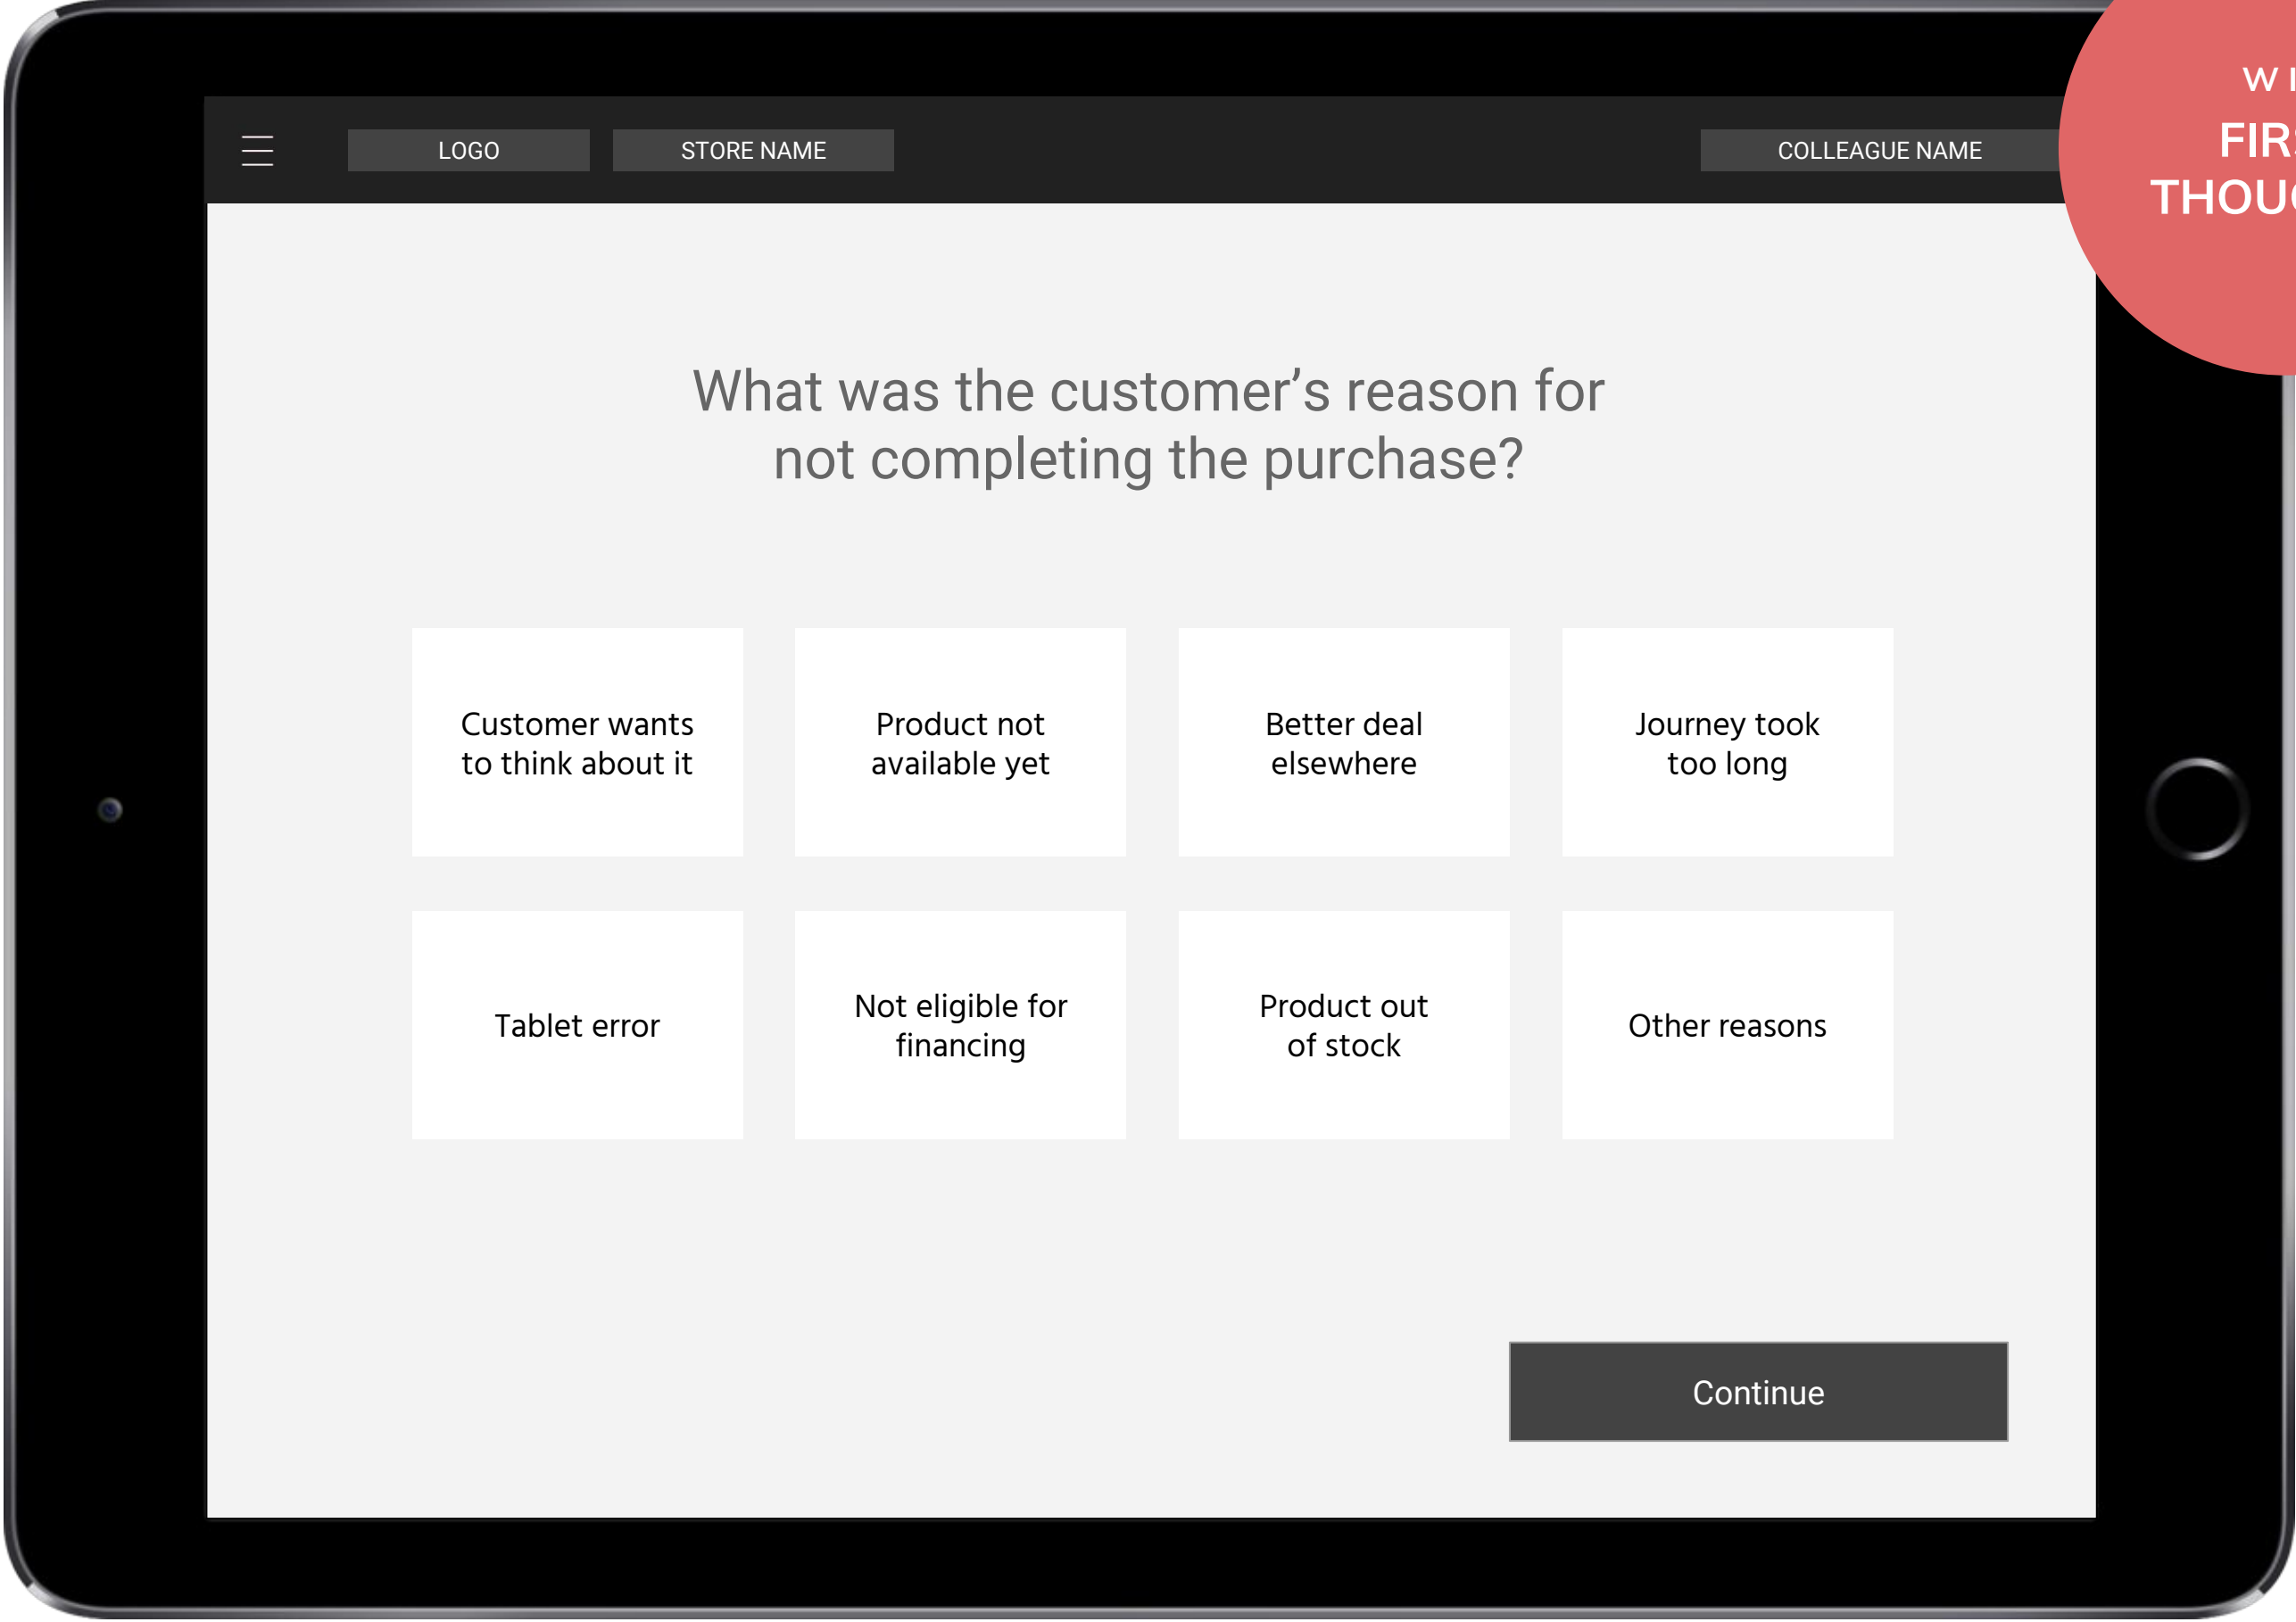 LOGO
STORE NAME
COLLEAGUE NAME
What was the customer’s reason for
not completing the purchase?
Customer wants
to think about it
Product not
available yet
Better deal
elsewhere
Journey took
too long
Tablet error
Not eligible for
financing
Product out
of stock
Other reasons
Continue